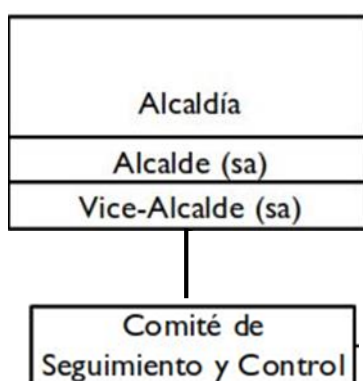 Alcaldía
Alcalde (sa)
Vice-Alcalde (sa)
Comité de
Seguimiento y Control